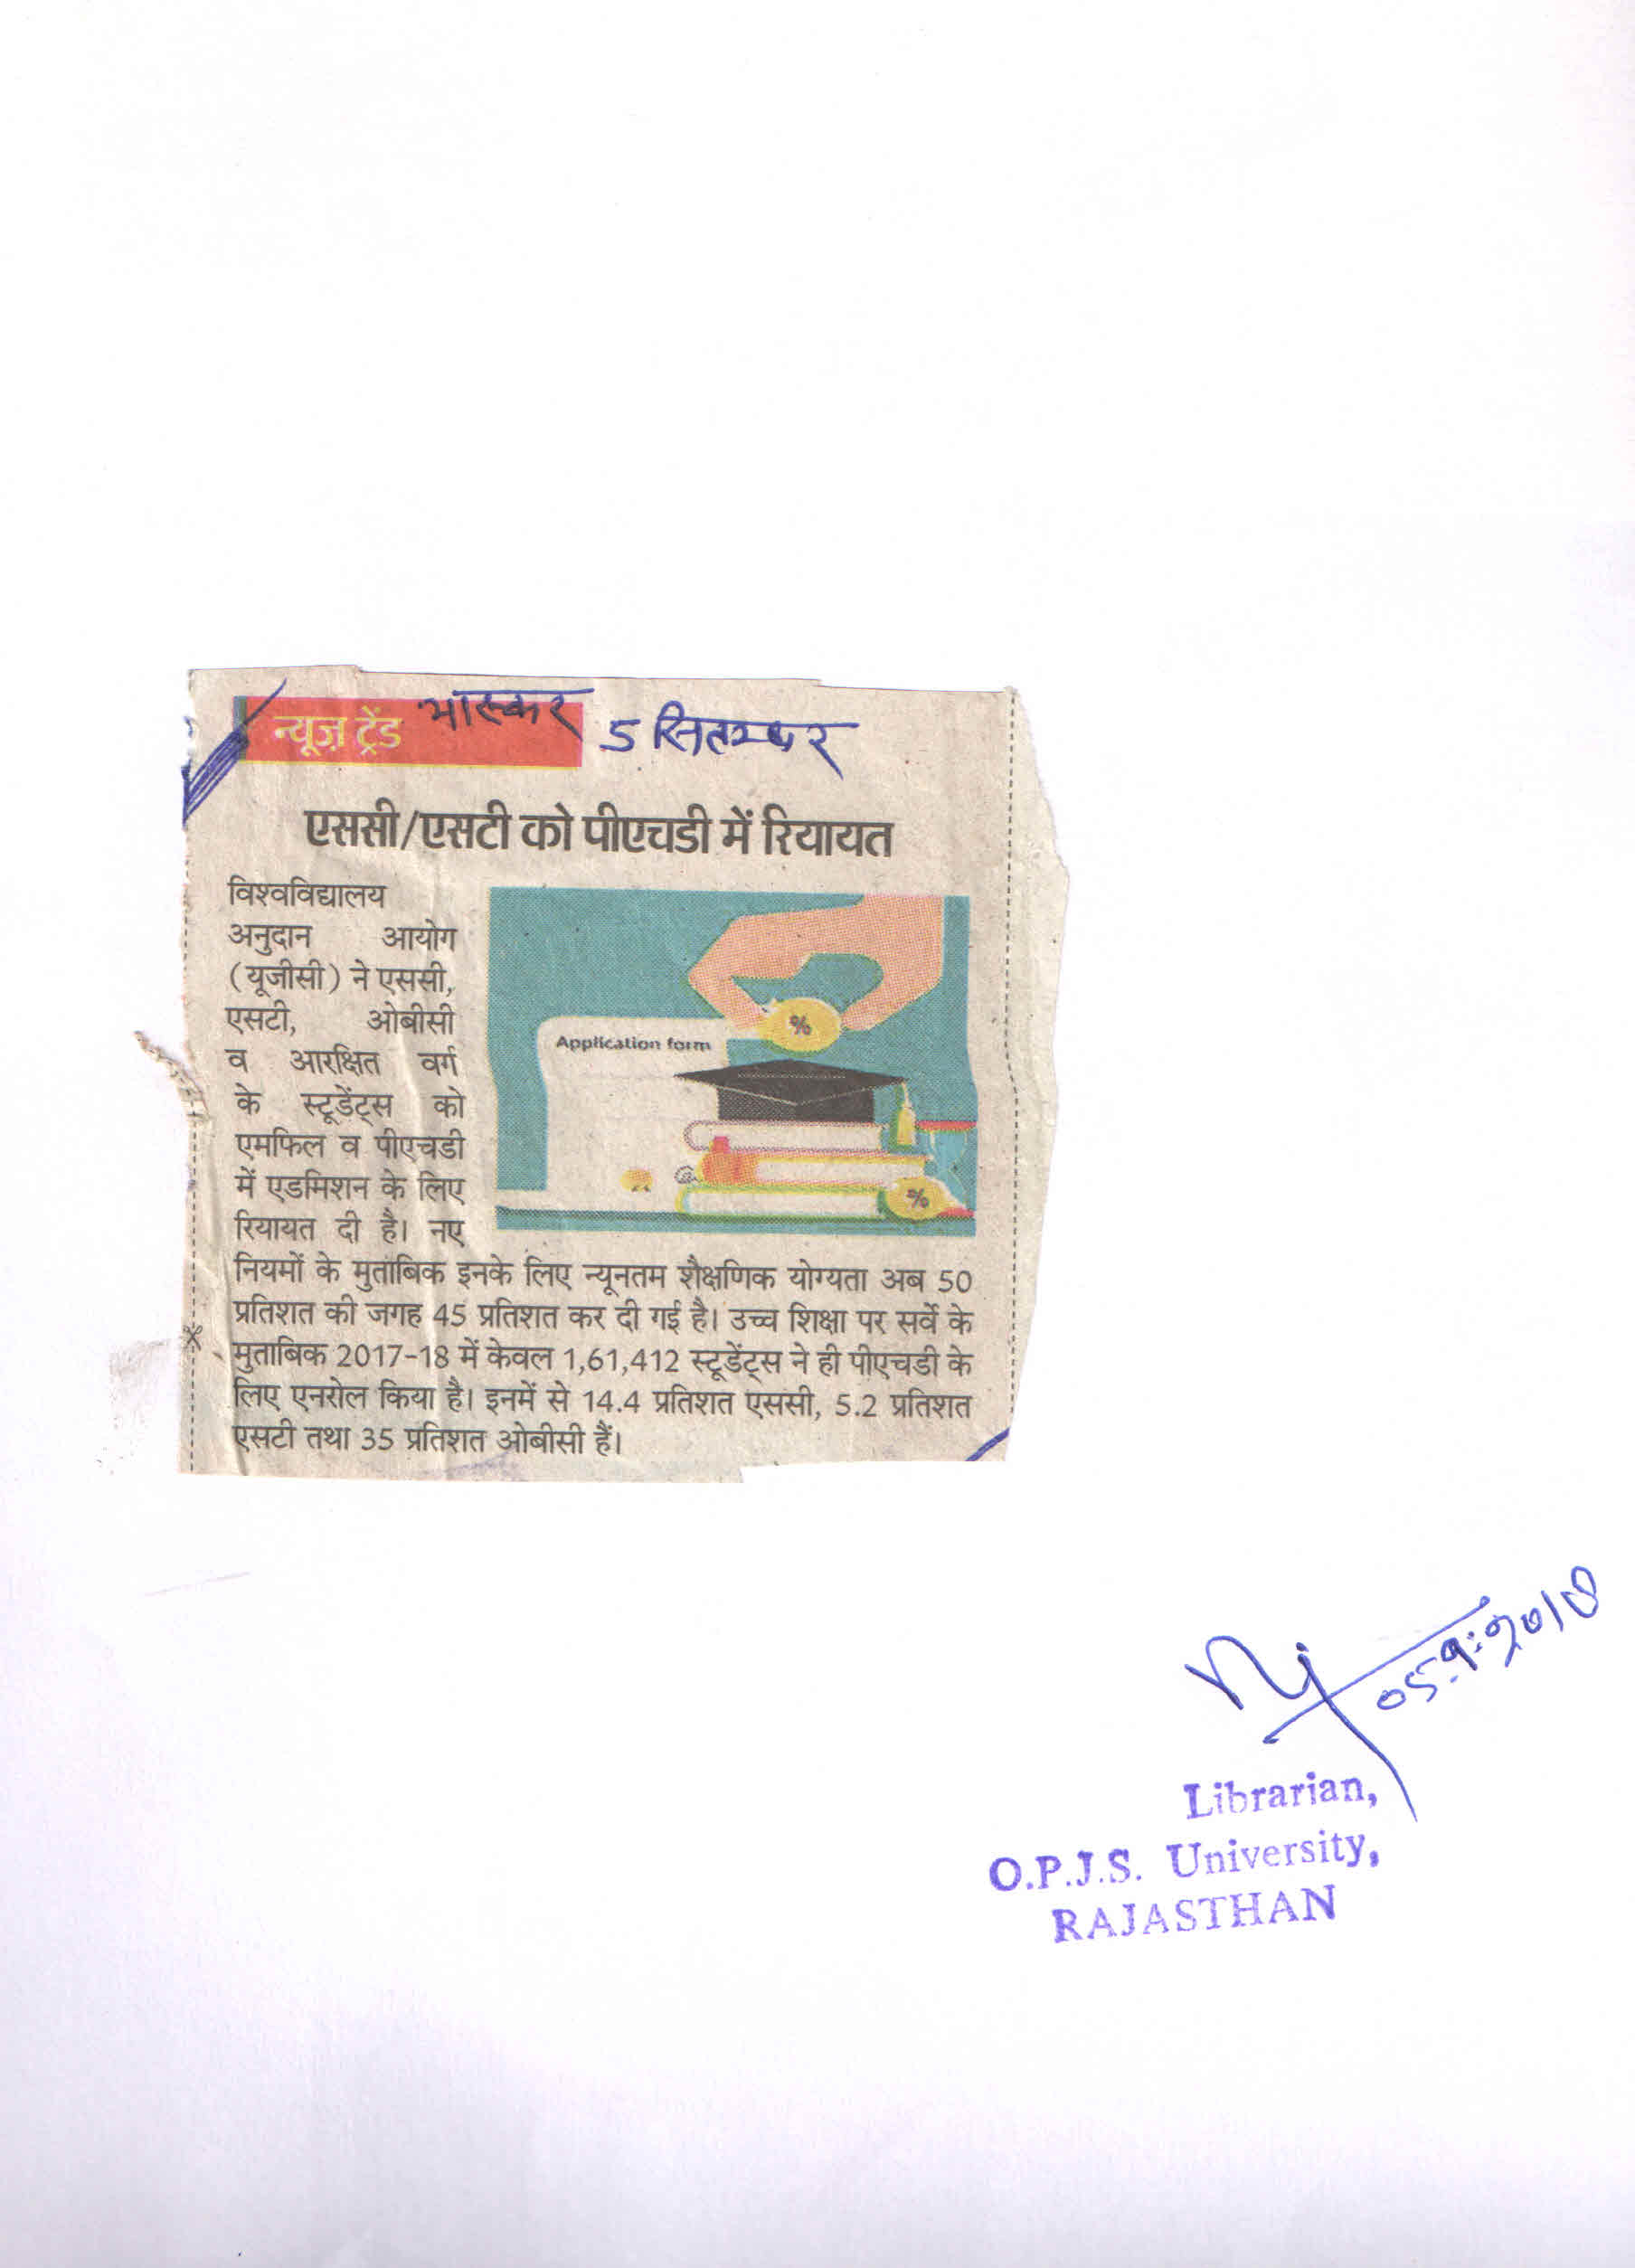 न्यूज़ ट्रेंड भास्कर 5 सितम्बर
एससी/एसटी को पीएचडी में रियायत
विश्वविद्यालय
अनुदान आयोग
(यूजीसी) ने एससी,
एसटी, ओबीसी
व आरक्षित वर्ग
के स्टूडेंट्स को
एमफिल व पीएचडी
में एडमिशन के लिए
रियायत दी है। नए
नियमों के मुताबिक इनके लिए न्यूनतम शैक्षणिक योग्यता अब 50
प्रतिशत की जगह 45 प्रतिशत कर दी गई है। उच्च शिक्षा पर सर्वे के
मुताबिक 2017-18 में केवल 1,61,412 स्टूडेंट्स ने ही पीएचडी के
लिए एनरोल किया है। इनमें से 14.4 प्रतिशत एससी, 5.2 प्रतिशत
एसटी तथा 35 प्रतिशत ओबीसी हैं।
Application form
%
%
05.9.2018
Librarian,
O.P.J.S. University,
RAJASTHAN